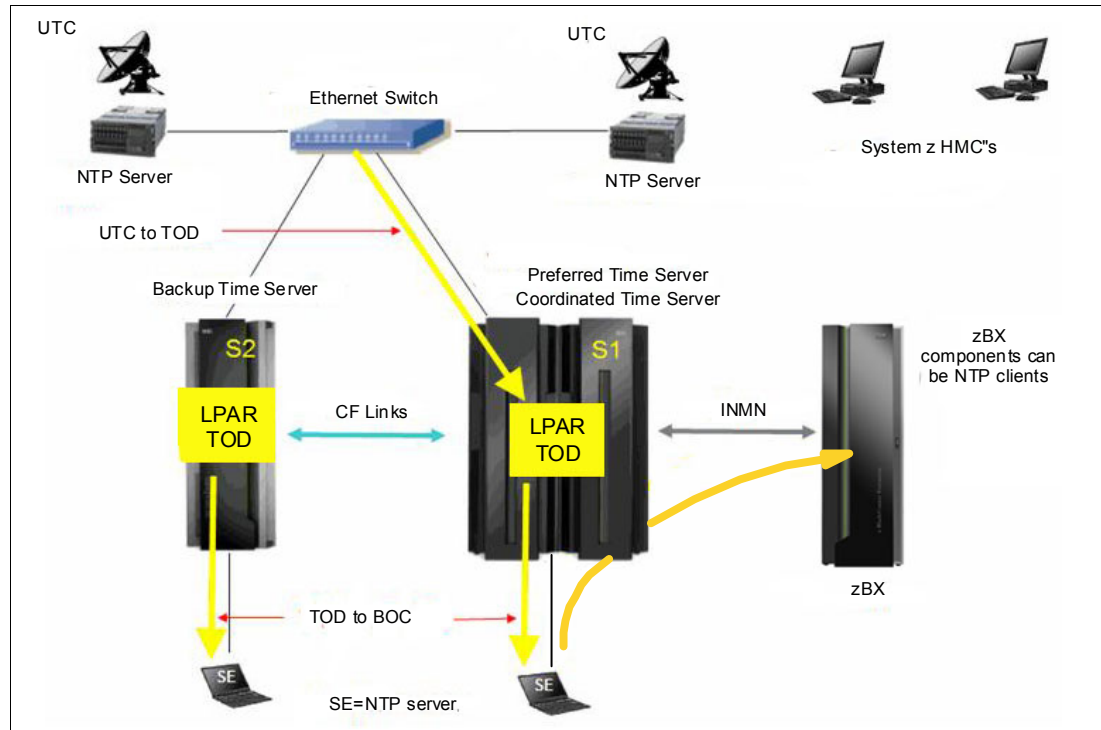 UTC
UTC
Ethernet Switch
NTP Server
NTP Server
System z HMC"s
UTC to TOD
Backup Time Server
Preferred Time Server
Coordinated Time Server
S2
S1
zBX
components can
be NTP clients
LPAR
TOD
CF Links
LPAR
TOD
INMN
zBX
TOD to BOC
SE
SE=NTP server
SE